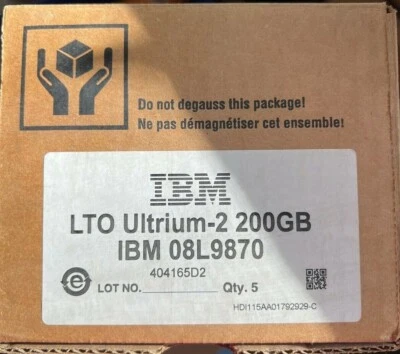 Do not degauss this package!
Ne pas démagnétiser cet ensemble!
IBM
LTO Ultrium-2 200GB
IBM 08L9870
404165D2
e LOT NO. Qty. 5
HDI115AA01792929-C